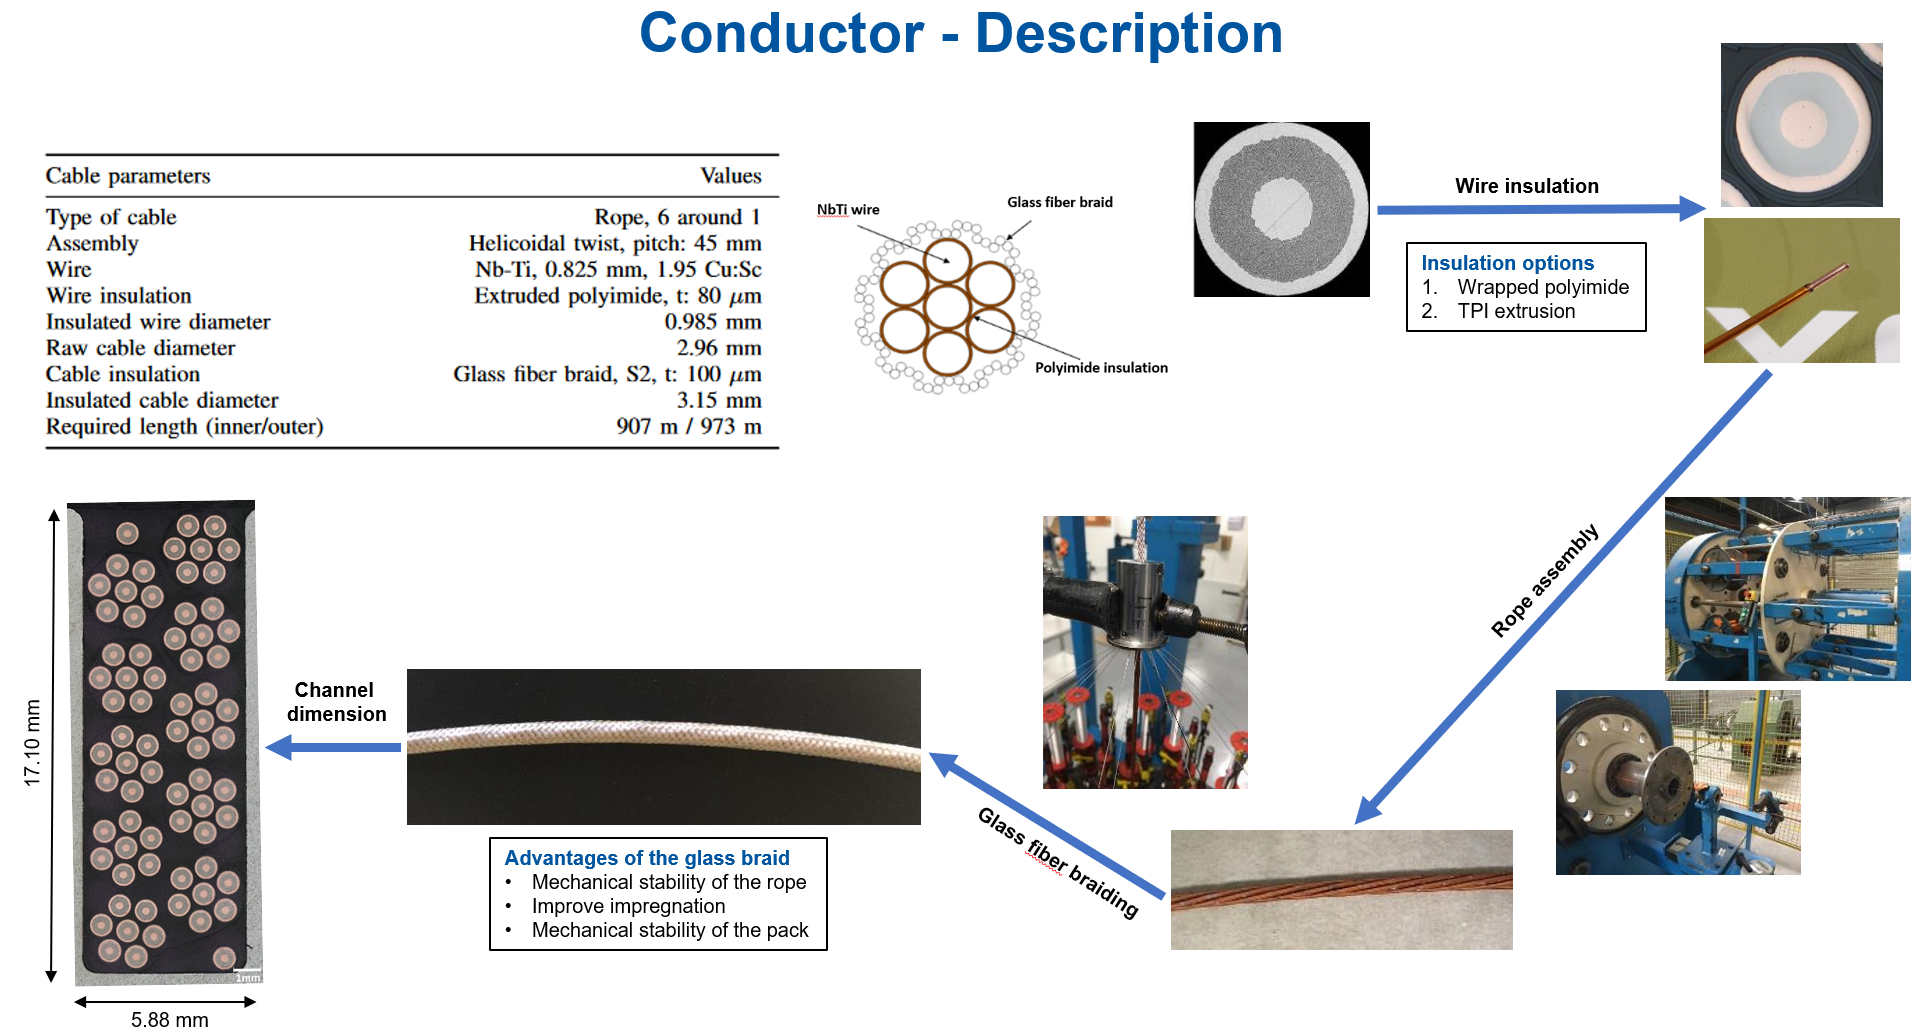 Conductor - Description
Cable parameters Values
Type of cable Rope, 6 around 1
Assembly Helicoidal twist, pitch: 45 mm
Wire Nb-Ti, 0.825 mm, 1.95 Cu:Sc
Wire insulation Extruded polyimide, t: 80 μm
Insulated wire diameter 0.985 mm
Raw cable diameter 2.96 mm
Cable insulation Glass fiber braid, S2, t: 100 μm
Insulated cable diameter 3.15 mm
Required length (inner/outer) 907 m / 973 m
NbTi wire
Glass fiber braid
Polyimide insulation
Wire insulation
Insulation options
1. Wrapped polyimide
2. TPI extrusion
Rope assembly
Glass fiber braiding
Advantages of the glass braid
• Mechanical stability of the rope
• Improve impregnation
• Mechanical stability of the pack
Channel
dimension
17.10 mm
1mm
5.88 mm